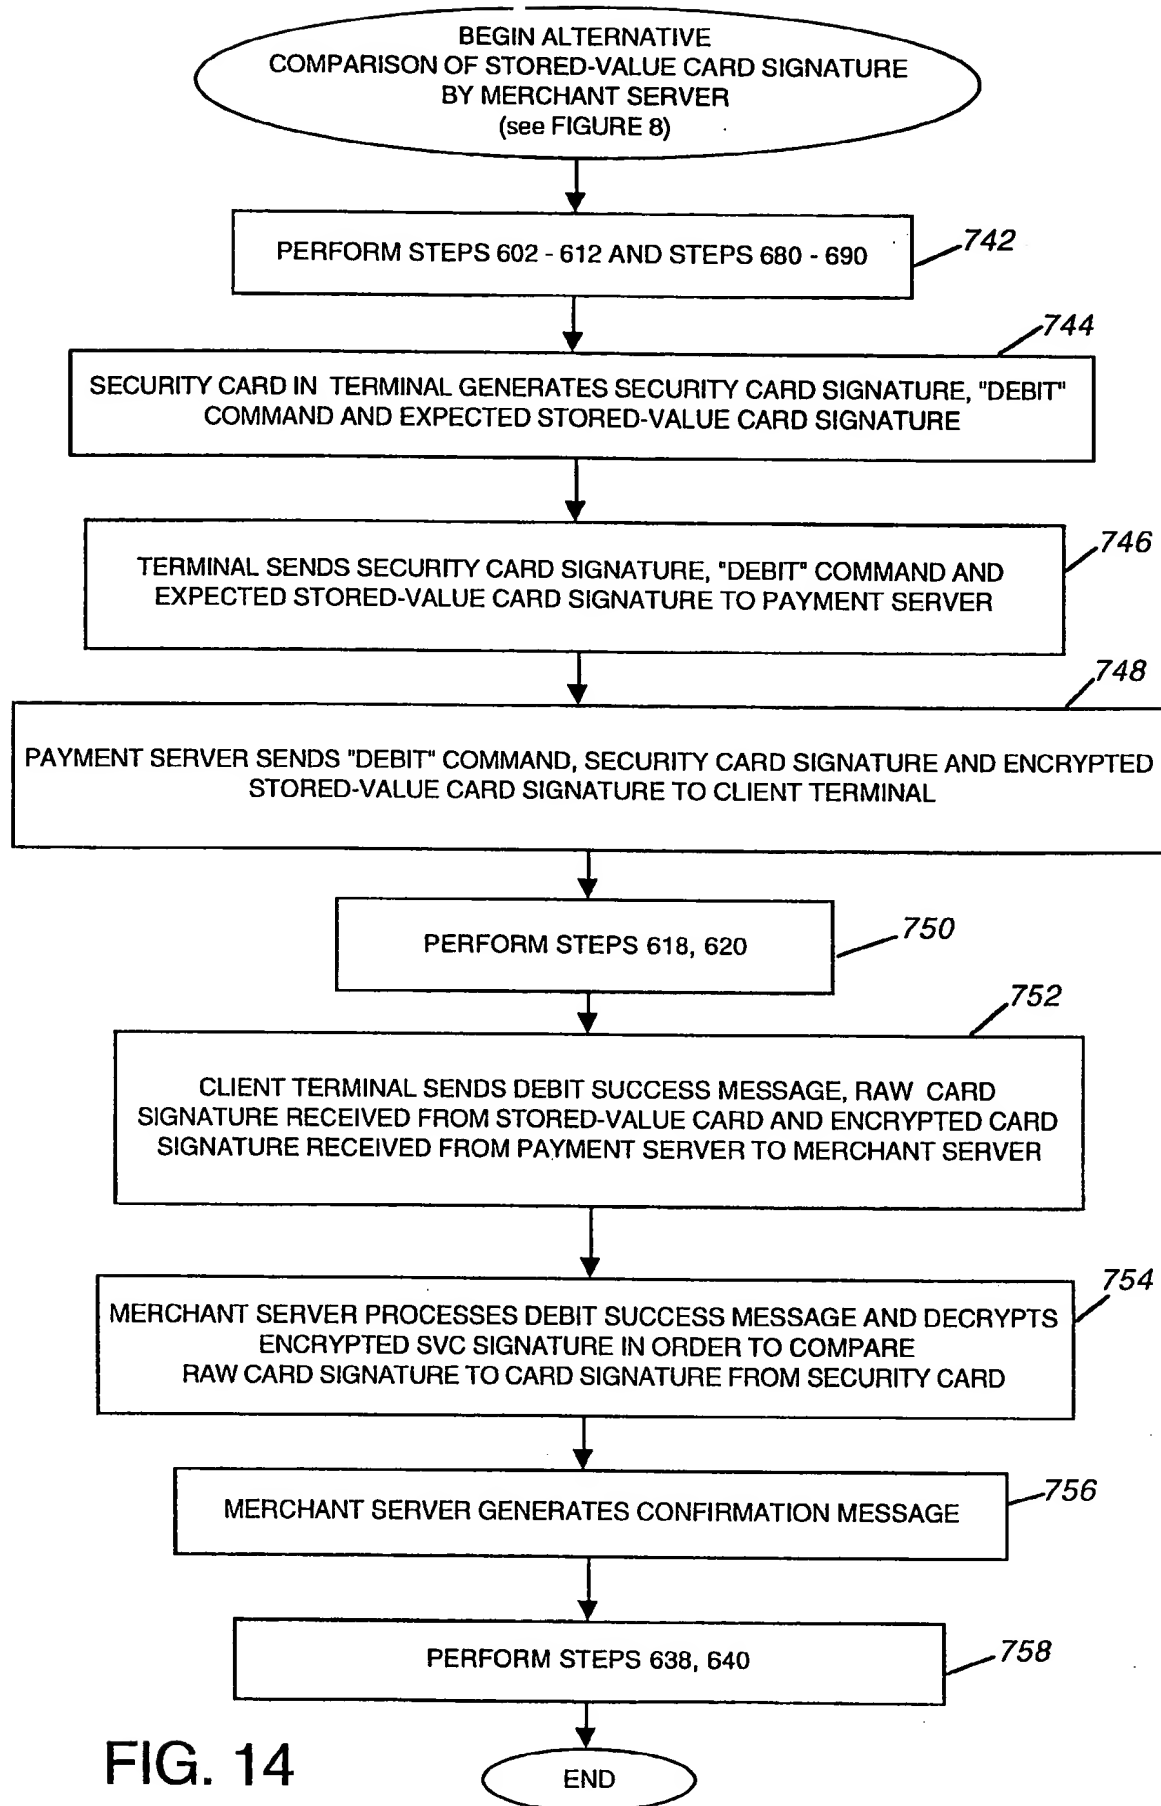 BEGIN ALTERNATIVE
COMPARISON OF STORED-VALUE CARD SIGNATURE
BY MERCHANT SERVER
(see FIGURE 8)
PERFORM STEPS 602 - 612 AND STEPS 680 - 690
742
744
SECURITY CARD IN TERMINAL GENERATES SECURITY CARD SIGNATURE, "DEBIT"
COMMAND AND EXPECTED STORED-VALUE CARD SIGNATURE
746
TERMINAL SENDS SECURITY CARD SIGNATURE, "DEBIT" COMMAND AND
EXPECTED STORED-VALUE CARD SIGNATURE TO PAYMENT SERVER
748
PAYMENT SERVER SENDS "DEBIT" COMMAND, SECURITY CARD SIGNATURE AND ENCRYPTED
STORED-VALUE CARD SIGNATURE TO CLIENT TERMINAL
PERFORM STEPS 618, 620
750
752
CLIENT TERMINAL SENDS DEBIT SUCCESS MESSAGE, RAW CARD
SIGNATURE RECEIVED FROM STORED-VALUE CARD AND ENCRYPTED CARD
SIGNATURE RECEIVED FROM PAYMENT SERVER TO MERCHANT SERVER
754
MERCHANT SERVER PROCESSES DEBIT SUCCESS MESSAGE AND DECRYPTS
ENCRYPTED SVC SIGNATURE IN ORDER TO COMPARE
RAW CARD SIGNATURE TO CARD SIGNATURE FROM SECURITY CARD
MERCHANT SERVER GENERATES CONFIRMATION MESSAGE
756
PERFORM STEPS 638, 640
758
FIG. 14
END